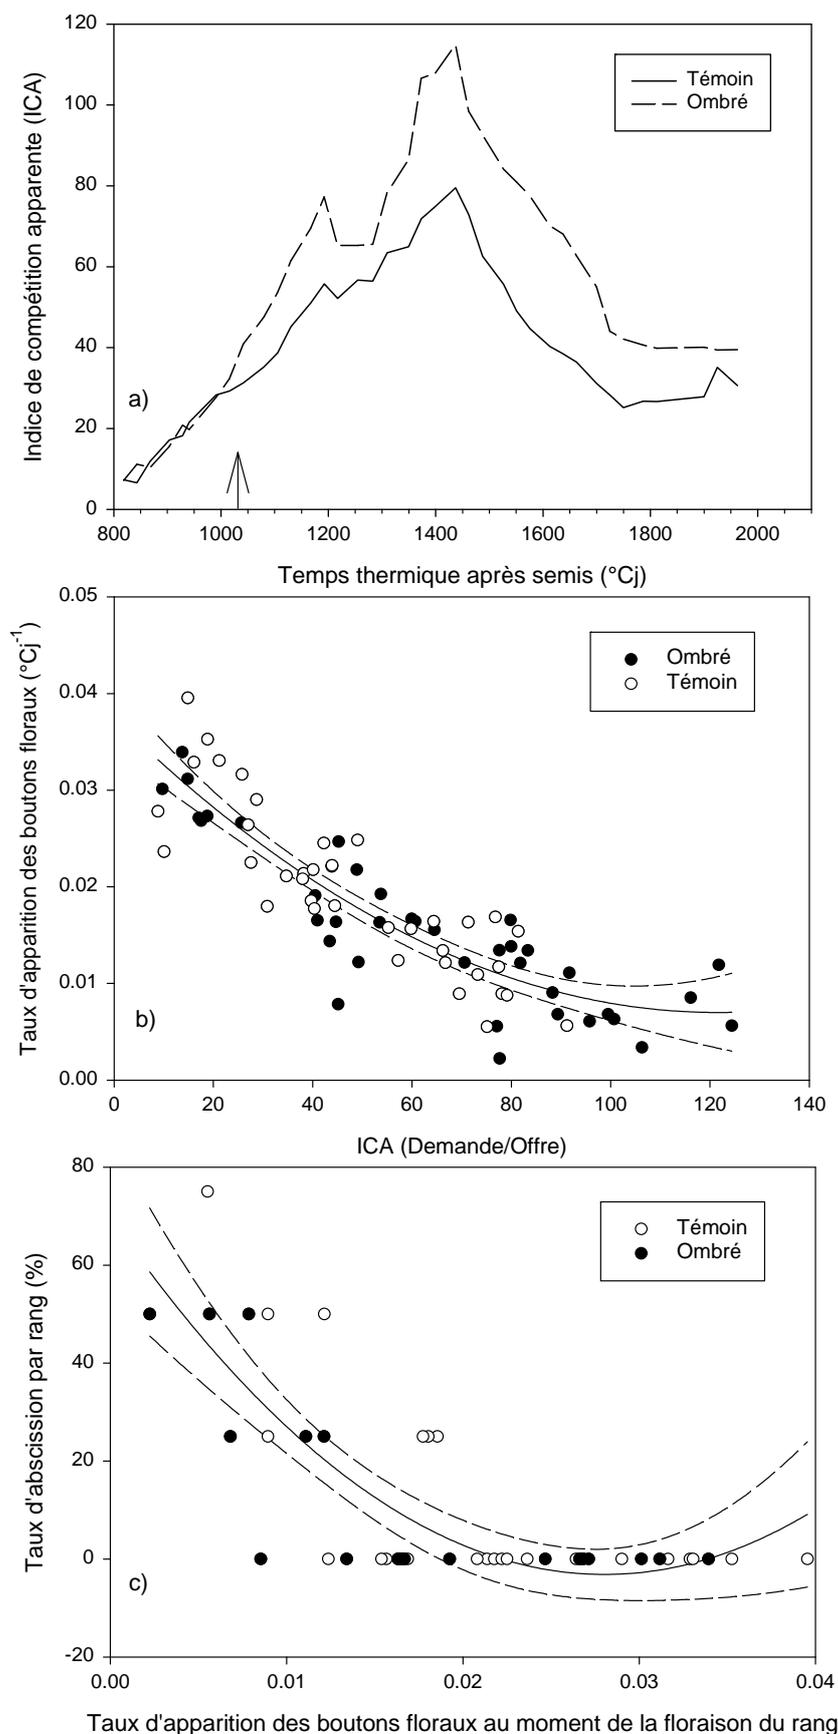 120
100
80
60
40
20
0
Indice de compétition apparente (ICA)
Témoin
Ombré
a)
800 1000 1200 1400 1600 1800 2000
Temps thermique après semis (°Cj)
0.05
0.04
0.03
0.02
0.01
0.00
Taux d'apparition des boutons floraux (°Cj-1)
Ombré
Témoin
b)
0 20 40 60 80 100 120 140
ICA (Demande/Offre)
80
60
40
20
0
-20
Taux d'abscission par rang (%)
Témoin
Ombré
c)
0.00 0.01 0.02 0.03 0.04
Taux d'apparition des boutons floraux au moment de la floraison du rang